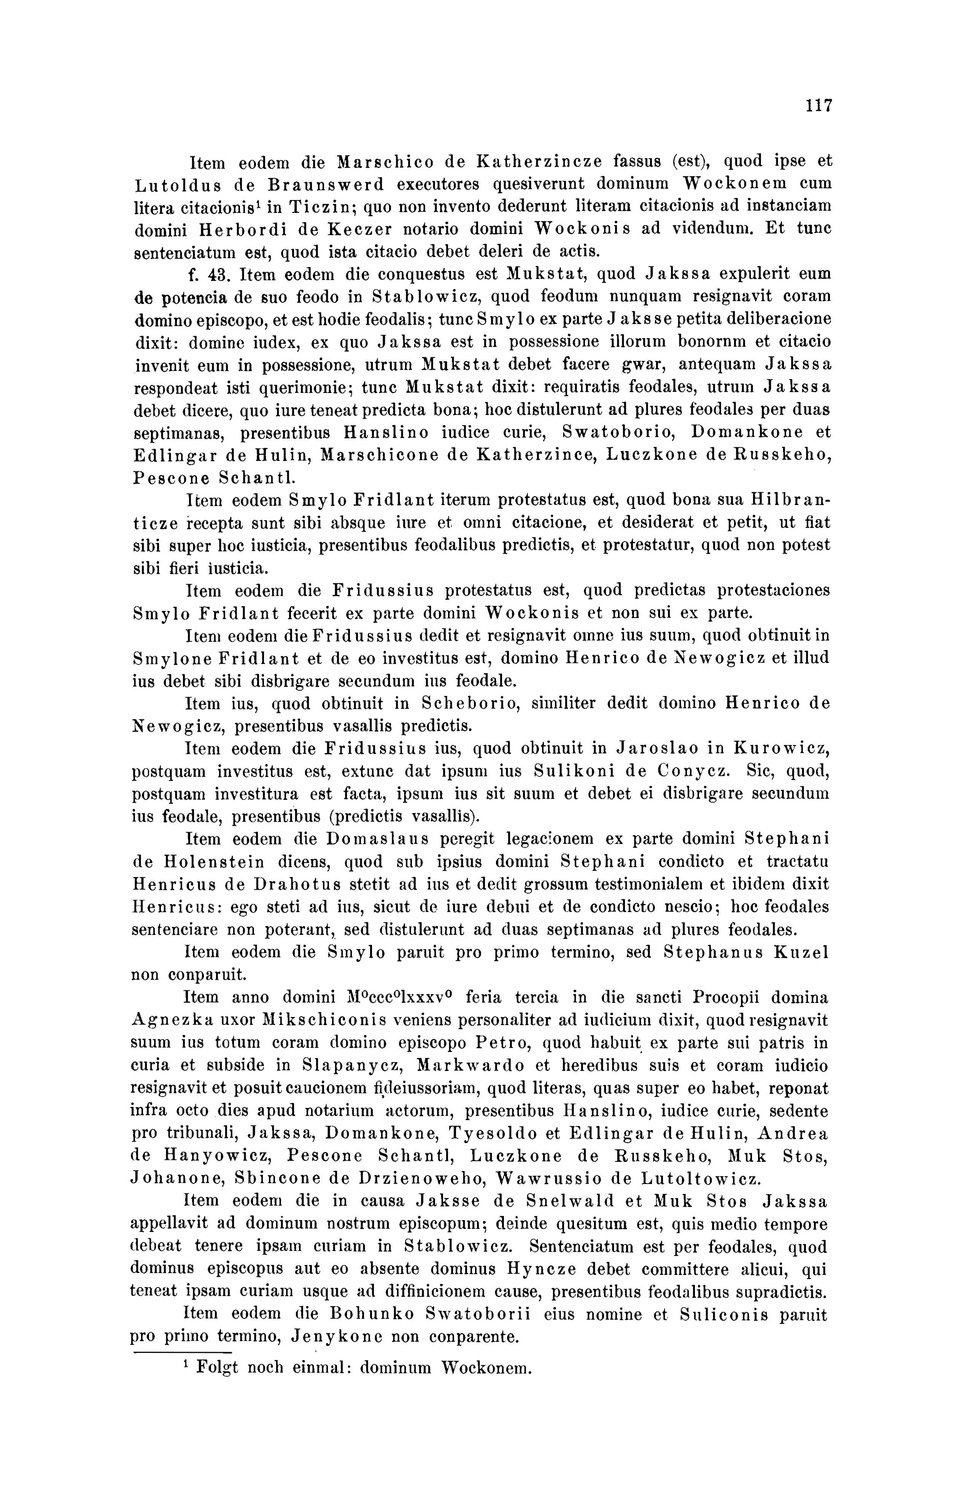 117
Item eodem die Marschico de Katherzincze fassus (est), quod ipse et
Lutoldus de Braunswerd executores quesiverunt dominum Wockonem cum
litera citacionis¹ in Ticzin; quo non invento dederunt literam citacionis ad instanciam
domini Herbordi de Keczer notario domini Wockonis ad videndum. Et tunc
sentenciatum est, quod ista citacio debet deleri de actis.
f. 43. Item eodem die conquestus est Mukstat, quod Jakssa expulerit eum
de potencia de suo feodo in Stablowicz, quod feodum nunquam resignavit coram
domino episcopo, et est hodie feodalis; tunc Smylo ex parte Jaksse petita deliberacione
dixit: domine iudex, ex quo Jakssa est in possessione illorum bonorum et citacio
invenit eum in possessione, utrum Mukstat debet facere gwar, antequam Jakssa
respondeat isti querimonie; tunc Mukstat dixit: requiratis feodales, utrum Jakssa
debet dicere, quo iure teneat predicta bona; hoc distulerunt ad plures feodales per duas
septimanas, presentibus Hanslino iudice curie, Swatoborio, Domankone et
Edlingar de Hulin, Marschicone de Katherzince, Luczkone de Russkeho,
Pescone Schantl.
Item eodem Smylo Fridlant iterum protestatus est, quod bona sua Hilbran-
ticze recepta sunt sibi absque iure et omni citacione, et desiderat et petit, ut fiat
sibi super hoc iusticia, presentibus feodalibus predictis, et protestatur, quod non potest
sibi fieri iusticia.
Item eodem die Fridussius protestatus est, quod predictas protestaciones
Smylo Fridlant fecerit ex parte domini Wockonis et non sui ex parte.
Item eodem die Fridussius dedit et resignavit omne ius suum, quod obtinuit in
Smylone Fridlant et de eo investitus est, domino Henrico de Newogicz et illud
ius debet sibi disbrigare secundum ius feodale.
Item ius, quod obtinuit in Scheborio, similiter dedit domino Henrico de
Newogicz, presentibus vasallis predictis.
Item eodem die Fridussius ius, quod obtinuit in Jaroslao in Kurowicz,
postquam investitus est, extunc dat ipsum ius Sulikoni de Conycz. Sic, quod,
postquam investitura est facta, ipsum ius sit suum et debet ei disbrigare secundum
ius feodale, presentibus (predictis vasallis).
Item eodem die Domaslaus peregit legacionem ex parte domini Stephani
de Holenstein dicens, quod sub ipsius domini Stephani condicto et tractatu
Henricus de Drahotus stetit ad ius et dedit grossum testimonialem et ibidem dixit
Henricus: ego steti ad ius, sicut de iure debui et de condicto nescio; hoc feodales
sentenciare non poterant, sed distulerunt ad duas septimanas ad plures feodales.
Item eodem die Smylo paruit pro primo termino, sed Stephanus Kuzel
non conparuit.
Item anno domini M⁰ccc⁰lxxxv⁰ feria tercia in die sancti Procopii domina
Agnezka uxor Mikschiconis veniens personaliter ad iudicium dixit, quod resignavit
suum ius totum coram domino episcopo Petro, quod habuit ex parte sui patris in
curia et subside in Slapanycz, Markwardo et heredibus suis et coram iudicio
resignavit et posuit caucionem fideiussoriam, quod literas, quas super eo habet, reponat
infra octo dies apud notarium actorum, presentibus Hanslino, iudice curie, sedente
pro tribunali, Jakssa, Domankone, Tyesoldo et Edlingar de Hulin, Andrea
de Hanyowicz, Pescone Schantl, Luczkone de Russkeho, Muk Stos,
Johanone, Sbincone de Drzienoweho, Wawrussio de Lutoltowicz.
Item eodem die in causa Jaksse de Snelwald et Muk Stos Jakssa
appellavit ad dominum nostrum episcopum; deinde quesitum est, quis medio tempore
debeat tenere ipsam curiam in Stablowicz. Sentenciatum est per feodales, quod
dominus episcopus aut eo absente dominus Hyncze debet committere alicui, qui
teneat ipsam curiam usque ad diffinicionem cause, presentibus feodalibus supradictis.
Item eodem die Bohunko Swatoborii eius nomine et Suliconis paruit
pro primo termino, Jenykone non conparente.
¹ Folgt noch einmal: dominum Wockonem.